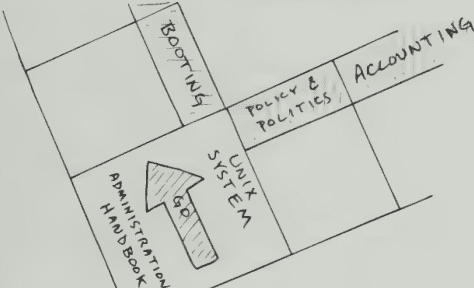 BOOTING
POLICY &
POLITICS
ACCOUNTING
UNIX
SYSTEM
ADMINISTRATION
HANDBOOK
GO